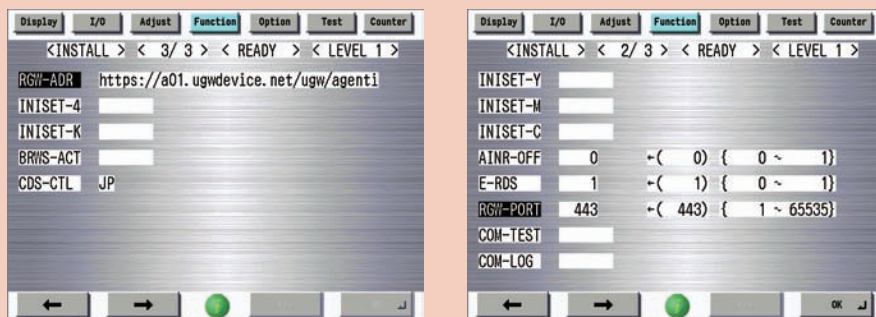 Display I/O Adjust Function Option Test Counter
<INSTALL > < 3/ 3 > < READY > < LEVEL 1 >
RGW-ADR https://a01.ugwdevice.net/ugw/agenti
INISET-4
INISET-K
BRWS-ACT
CDS-CTL JP
Display I/O Adjust Function Option Test Counter
<INSTALL > < 2/ 3 > < READY > < LEVEL 1 >
INISET-Y
INISET-M
INISET-C
AINR-OFF 0 ←( 0) { 0 ~ 1}
E-RDS 1 ←( 1) { 0 ~ 1}
RGW-PORT 443 ←( 443) { 1 ~ 65535}
COM-TEST
COM-LOG
OK